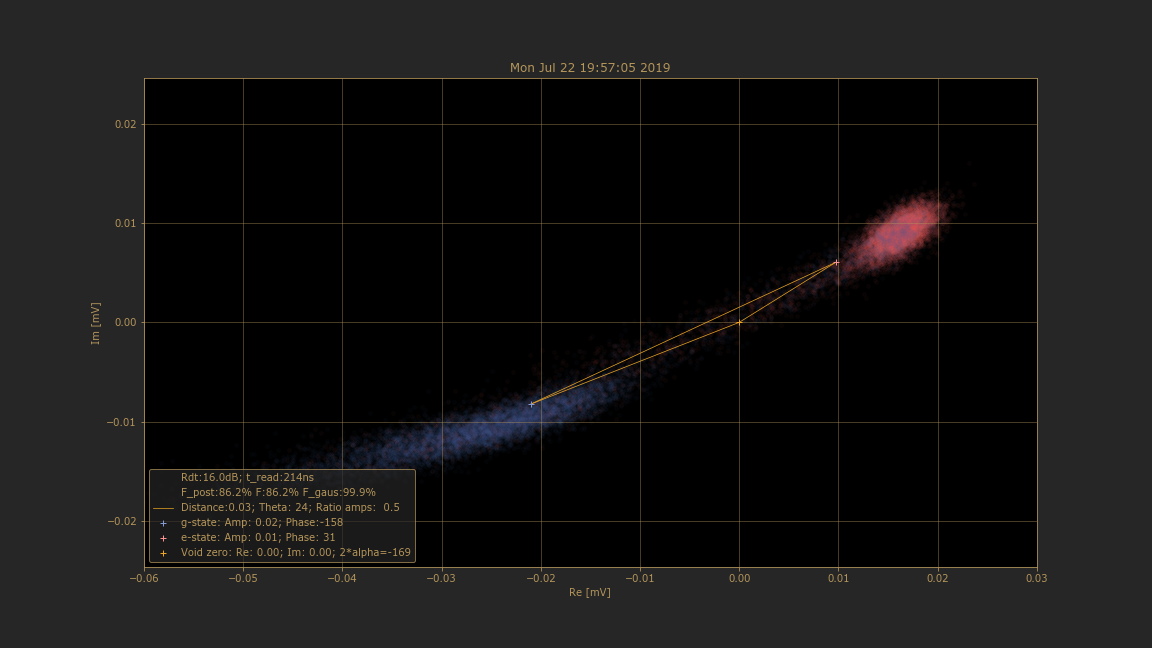 Mon Jul 22 19:57:05 2019
0.02
0.01
0.00
−0.01
−0.02
Im [mV]
Rdt:16.0dB; t_read:214ns
F_post:86.2% F:86.2% F_gaus:99.9%
Distance:0.03; Theta: 24; Ratio amps:  0.5
g-state: Amp: 0.02; Phase:-158
e-state: Amp: 0.01; Phase: 31
Void zero: Re: 0.00; Im: 0.00; 2*alpha=-169
−0.06 −0.05 −0.04 −0.03 −0.02 −0.01 0.00 0.01 0.02 0.03
Re [mV]